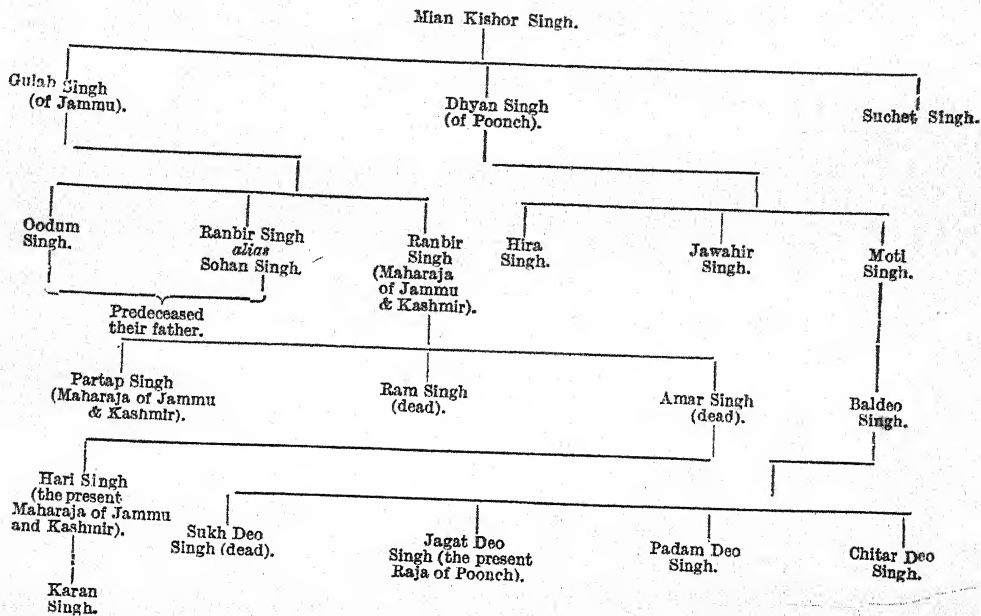 Mian Kishor Singh.
Gulab Singh
(of Jammu).
Dhyan Singh
(of Poonch).
Suchet Singh.
Oodum
Singh.
Ranbir Singh
alias
Sohan Singh.
Ranbir
Singh
(Maharaja
of Jammu
& Kashmir).
Hira
Singh.
Jawahir
Singh.
Moti
Singh.
Predeceased
their father.
Partap Singh
(Maharaja of Jammu
& Kashmir).
Ram Singh
(dead).
Amar Singh
(dead).
Baldeo
Singh.
Hari Singh
(the present
Maharaja of Jammu
and Kashmir).
Sukh Deo
Singh (dead).
Jagat Deo
Singh (the present
Raja of Poonch).
Padam Deo
Singh.
Chitar Deo
Singh.
Karan
Singh.